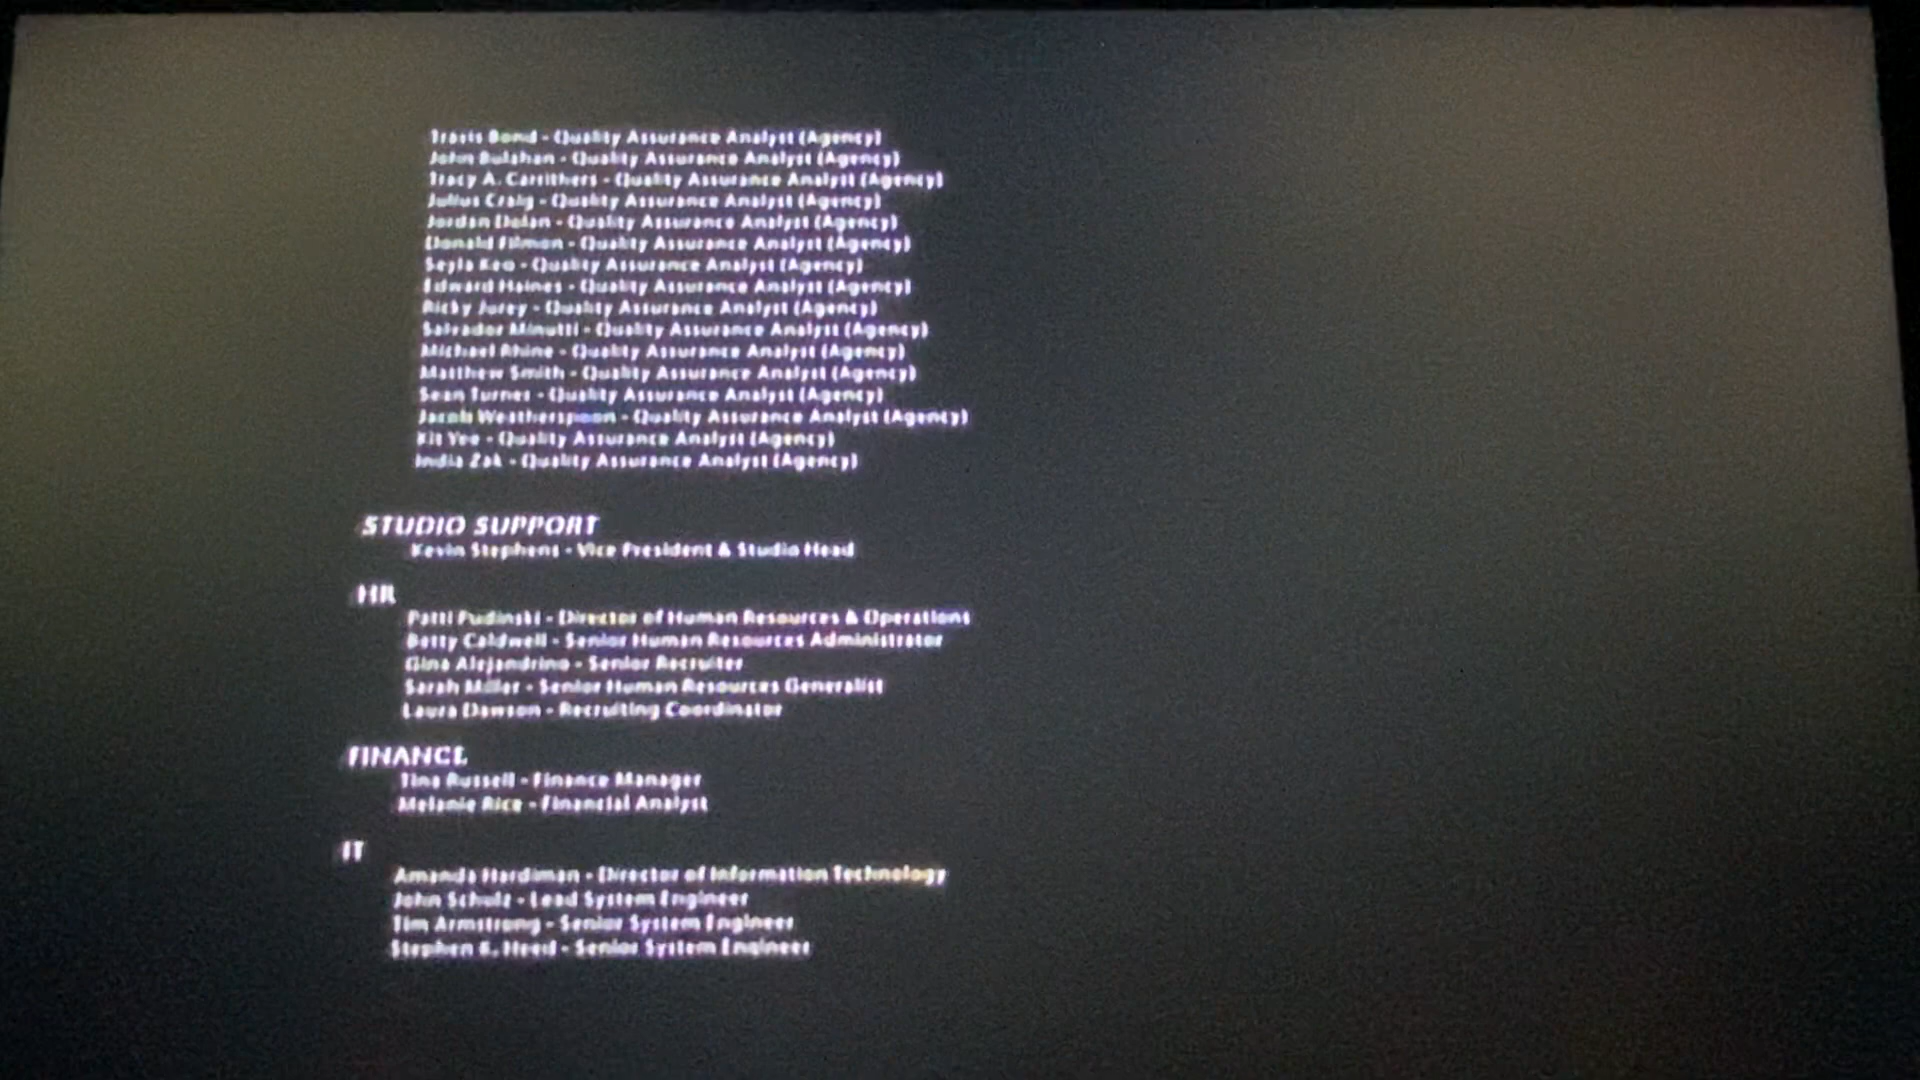 Travis Bond - Quality Assurance Analyst (Agency)
John Bulahan - Quality Assurance Analyst (Agency)
Tracy A. Carrithers - Quality Assurance Analyst (Agency)
Julius Craig - Quality Assurance Analyst (Agency)
Jordan Dolan - Quality Assurance Analyst (Agency)
Donald Filmon - Quality Assurance Analyst (Agency)
Seyla Keo - Quality Assurance Analyst (Agency)
Edward Haines - Quality Assurance Analyst (Agency)
Ricky Jurey - Quality Assurance Analyst (Agency)
Salvador Minutti - Quality Assurance Analyst (Agency)
Michael Rhine - Quality Assurance Analyst (Agency)
Matthew Smith - Quality Assurance Analyst (Agency)
Sean Turner - Quality Assurance Analyst (Agency)
Jacob Weatherspoon - Quality Assurance Analyst (Agency)
Kit Yee - Quality Assurance Analyst (Agency)
India Zak - Quality Assurance Analyst (Agency)
STUDIO SUPPORT
Kevin Stephens - Vice President & Studio Head
HR
Patti Pudinski - Director of Human Resources & Operations
Betty Caldwell - Senior Human Resources Administrator
Gina Alejandrino - Senior Recruiter
Sarah Miller - Senior Human Resources Generalist
Laura Dawson - Recruiting Coordinator
FINANCE
Tina Russell - Finance Manager
Melanie Rice - Financial Analyst
IT
Amanda Hardiman - Director of Information Technology
John Schulz - Lead System Engineer
Tim Armstrong - Senior System Engineer
Stephen K. Heed - Senior System Engineer